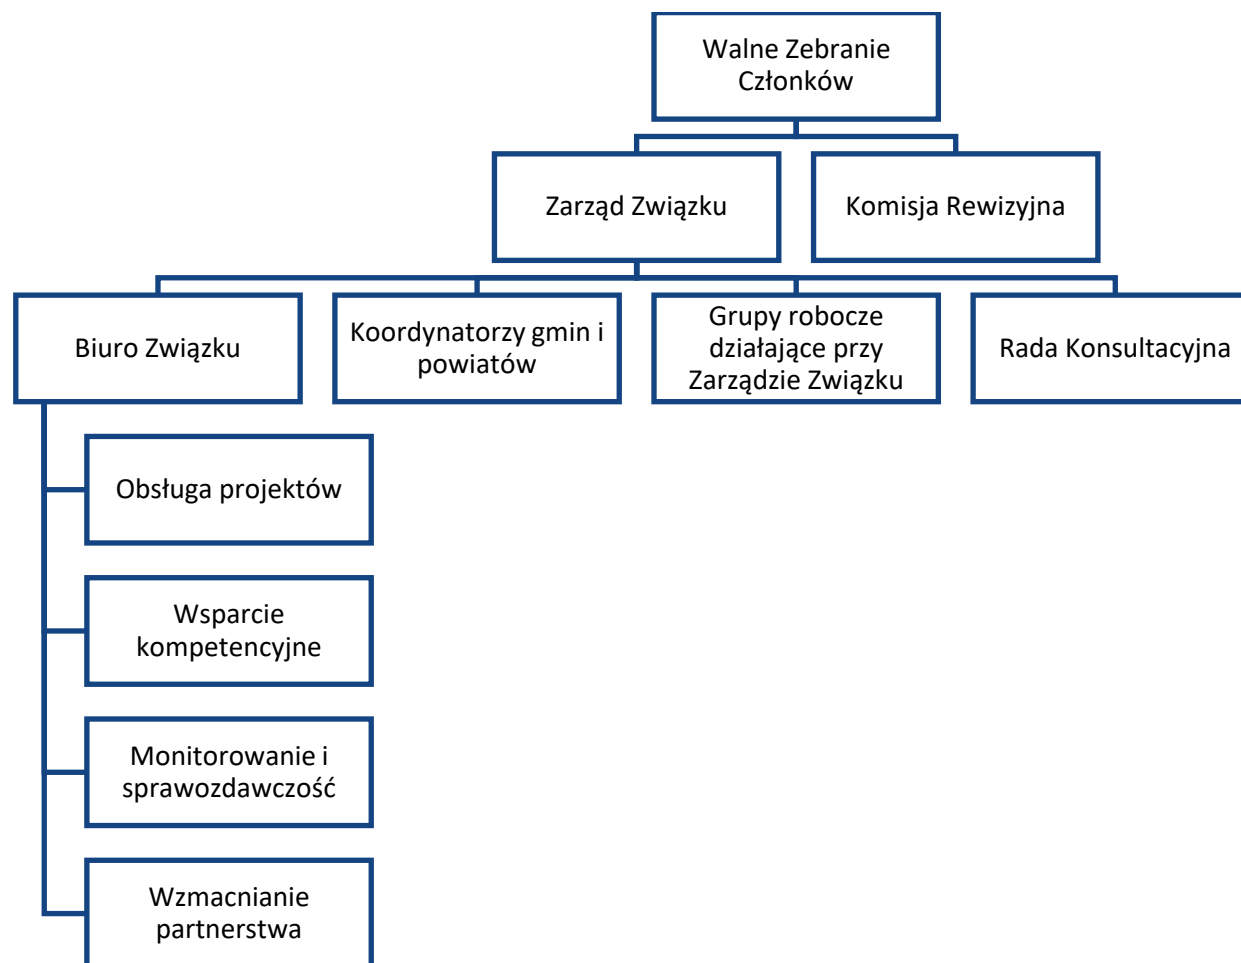 Walne Zebranie
Członków
Zarząd Związku
Komisja Rewizyjna
Biuro Związku
Koordynatorzy gmin i
powiatów
Grupy robocze
działające przy
Zarządzie Związku
Rada Konsultacyjna
Obsługa projektów
Wsparcie
kompetencyjne
Monitorowanie i
sprawozdawczość
Wzmacnianie
partnerstwa